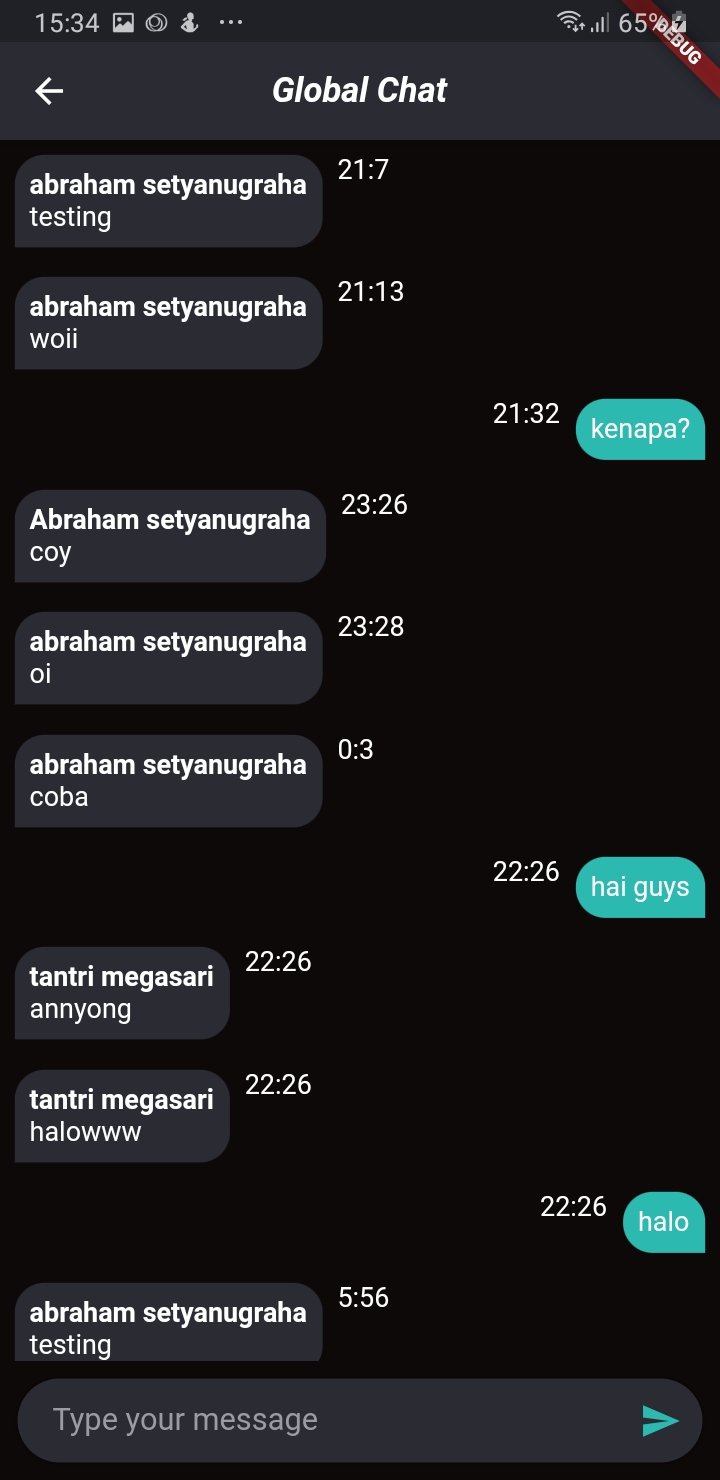 15:34 65%
DEBUG
Global Chat
abraham setyanugraha 21:7
testing
abraham setyanugraha 21:13
woii
21:32 kenapa?
Abraham setyanugraha 23:26
coy
abraham setyanugraha 23:28
oi
abraham setyanugraha 0:3
coba
22:26 hai guys
tantri megasari 22:26
annyong
tantri megasari 22:26
halowww
22:26 halo
abraham setyanugraha 5:56
testing
Type your message